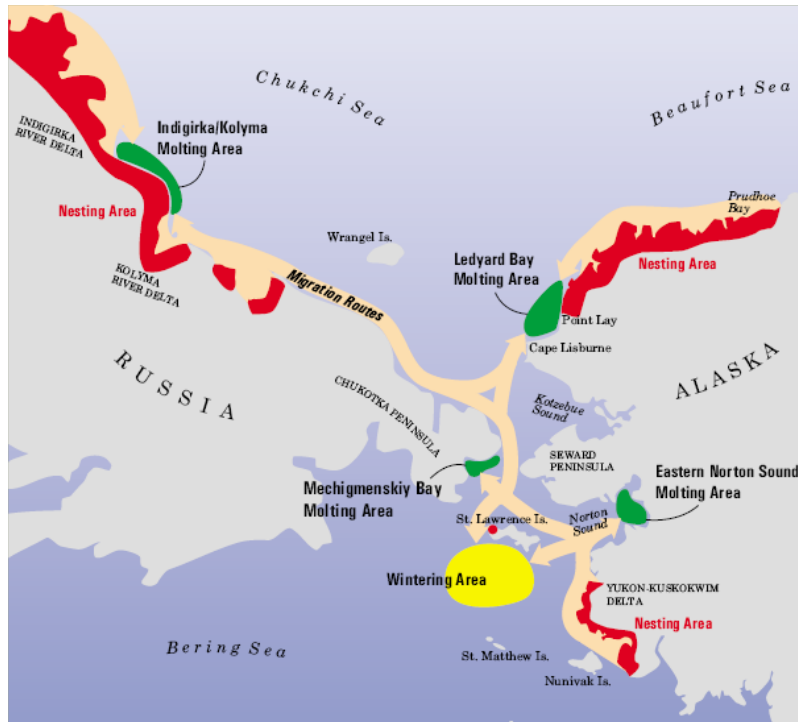 Chukchi Sea
Beaufort Sea
INDIGIRKA
RIVER DELTA
Indigirka/Kolyma
Molting Area
Nesting Area
Prudhoe
Bay
Wrangel Is.
Ledyard Bay
Molting Area
Nesting Area
KOLYMA
RIVER DELTA
Migration Routes
Point Lay
Cape Lisburne
RUSSIA
ALASKA
CHUKOTKA PENINSULA
Kotzebue
Sound
SEWARD
PENINSULA
Eastern Norton Sound
Molting Area
Mechigmenskiy Bay
Molting Area
St. Lawrence Is.
Norton
Sound
Wintering Area
YUKON-KUSKOKWIM
DELTA
Nesting Area
Bering Sea
St. Matthew Is.
Nunivak Is.